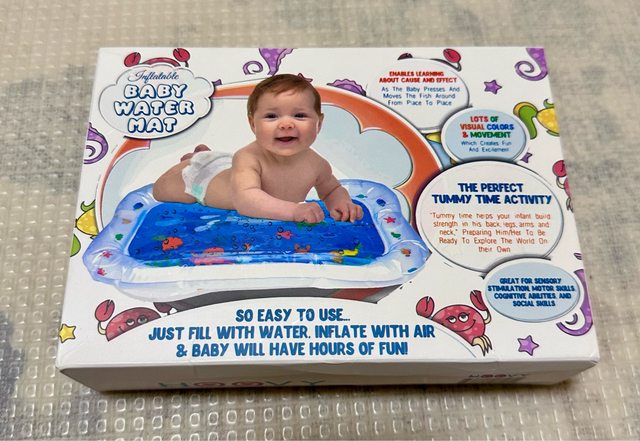 Inflatable
BABY
WATER
MAT
ENABLES LEARNING
ABOUT CAUSE AND EFFECT
As The Baby Presses And
Moves The Fish Around
From Place To Place
LOTS OF
VISUAL COLORS
& MOVEMENT
Which Creates Fun
And Excitement
THE PERFECT
TUMMY TIME ACTIVITY
"Tummy time helps your infant build
strength in his back, legs, arms and
neck," Preparing Him/Her To Be
Ready To Explore The World On
their Own
GREAT FOR SENSORY
STIMULATION, MOTOR SKILLS
COGNITIVE ABILITIES, AND
SOCIAL SKILLS
SO EASY TO USE...
JUST FILL WITH WATER, INFLATE WITH AIR
& BABY WILL HAVE HOURS OF FUN!
HOOVY
HOOVY